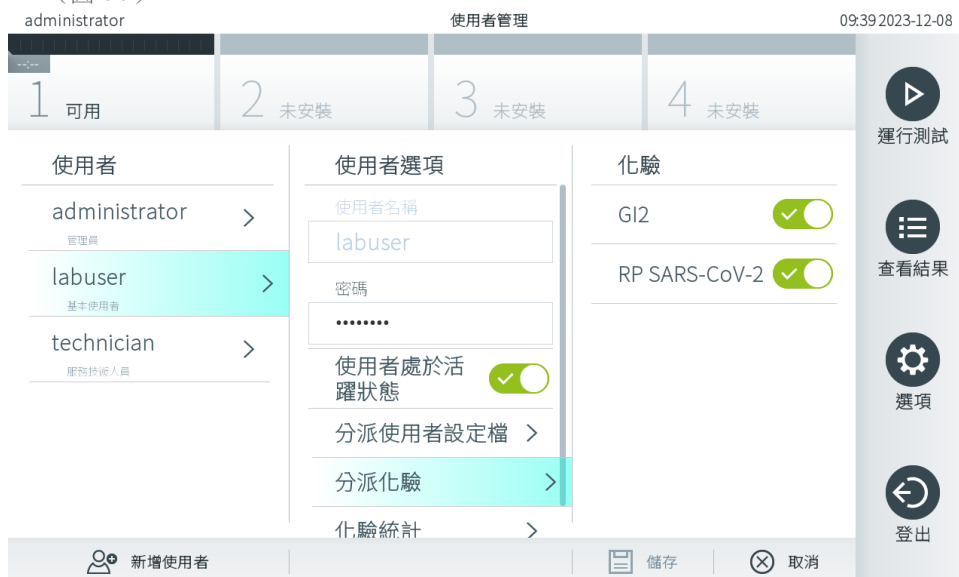 administrator 使用者管理 09:39 2023-12-08
--:--
1 可用 2 未安裝 3 未安裝 4 未安裝
運行測試
使用者 使用者選項 化驗
administrator
管理員
使用者名稱
labuser
GI2
labuser
基本使用者
密碼
••••••••
RP SARS-CoV-2
查看結果
technician
服務技術人員
使用者處於活
躍狀態
選項
分派使用者設定檔
分派化驗
化驗統計
登出
新增使用者 儲存 取消